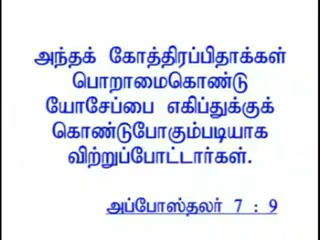 அந்தக் கோத்திரப்பிதாக்கள்
பொறாமைகொண்டு
யோசேப்பை எகிப்துக்குக்
கொண்டுபோகும்படியாக
விற்றுப்போட்டார்கள்.
அப்போஸ்தலர் 7 : 9